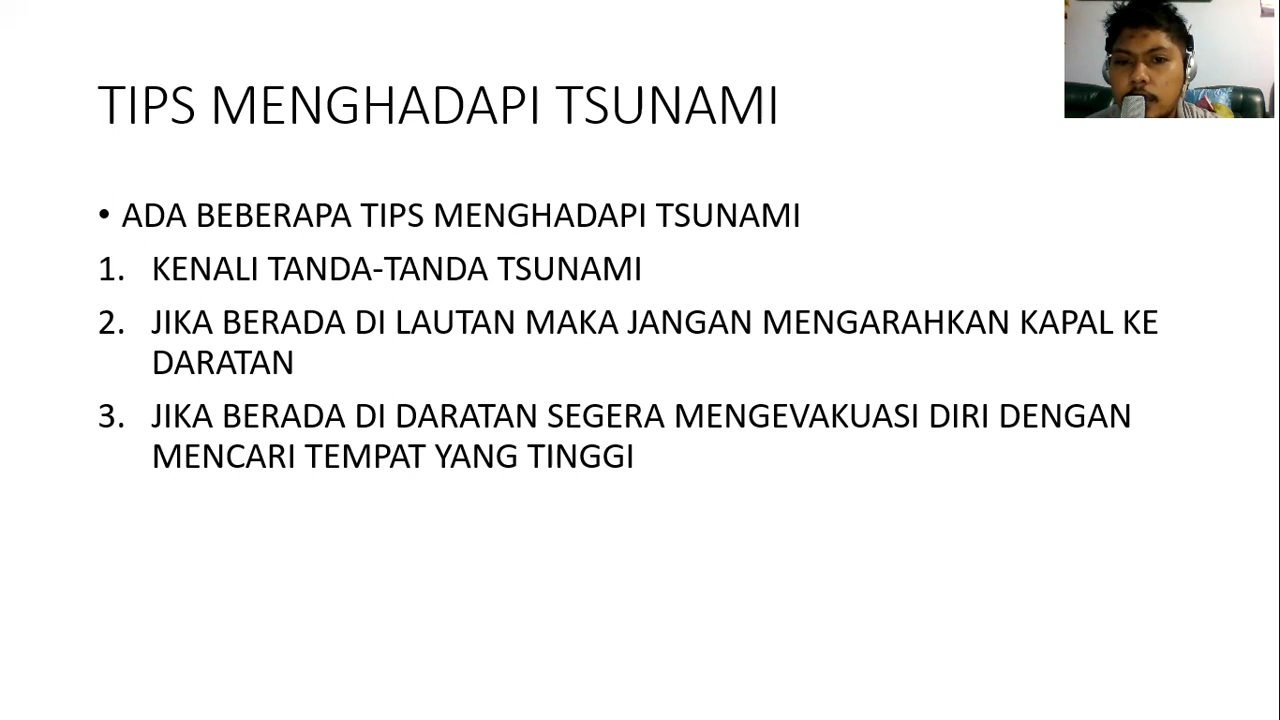 TIPS MENGHADAPI TSUNAMI
• ADA BEBERAPA TIPS MENGHADAPI TSUNAMI
1. KENALI TANDA-TANDA TSUNAMI
2. JIKA BERADA DI LAUTAN MAKA JANGAN MENGARAHKAN KAPAL KE
DARATAN
3. JIKA BERADA DI DARATAN SEGERA MENGEVAKUASI DIRI DENGAN
MENCARI TEMPAT YANG TINGGI